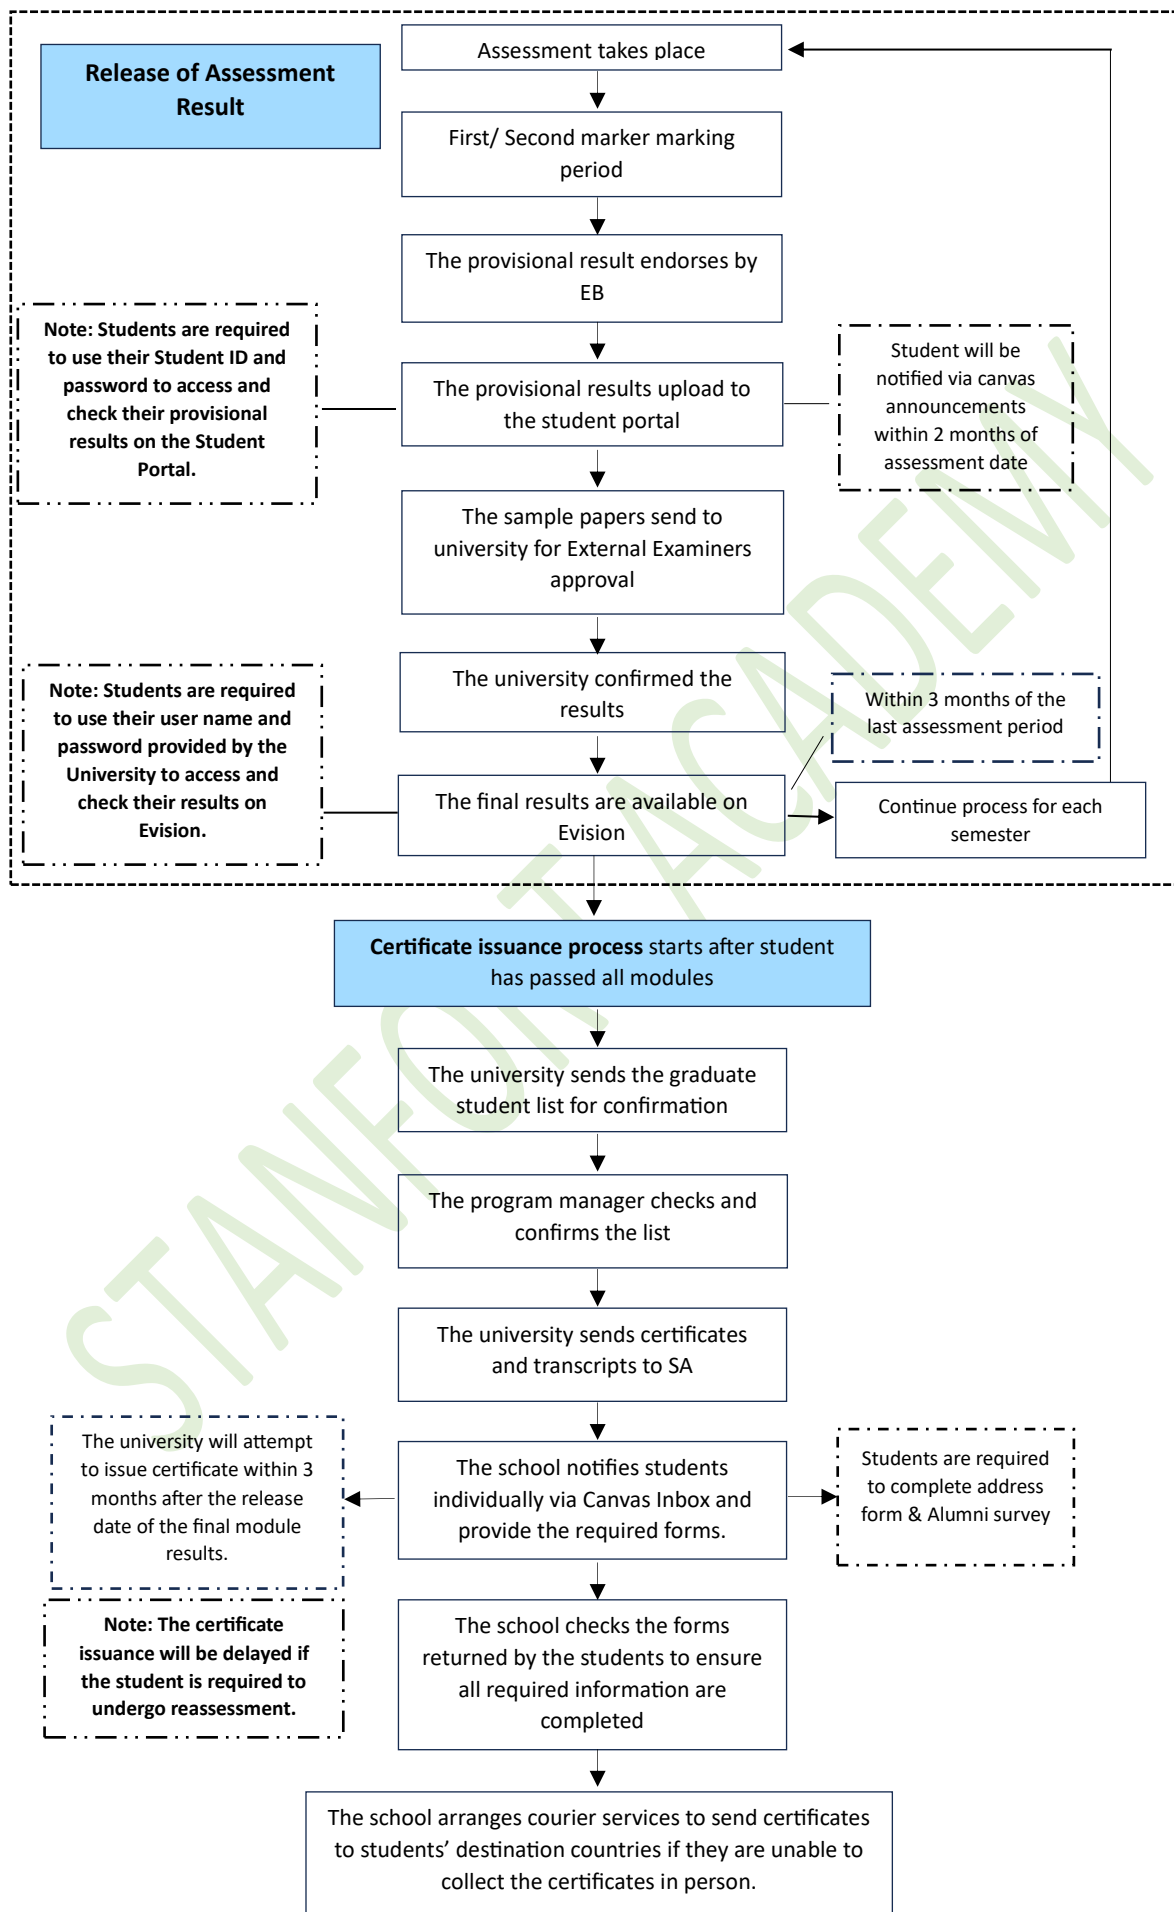 Release of Assessment
Result
Assessment takes place
First/ Second marker marking
period
The provisional result endorses by
EB
Note: Students are required
to use their Student ID and
password to access and
check their provisional
results on the Student
Portal.
The provisional results upload to
the student portal
Student will be
notified via canvas
announcements
within 2 months of
assessment date
The sample papers send to
university for External Examiners
approval
The university confirmed the
results
Note: Students are required
to use their user name and
password provided by the
University to access and
check their results on
Evision.
Within 3 months of the
last assessment period
The final results are available on
Evision
Continue process for each
semester
Certificate issuance process starts after student
has passed all modules
The university sends the graduate
student list for confirmation
The program manager checks and
confirms the list
The university sends certificates
and transcripts to SA
The university will attempt
to issue certificate within 3
months after the release
date of the final module
results.
The school notifies students
individually via Canvas Inbox and
provide the required forms.
Students are required
to complete address
form & Alumni survey
Note: The certificate
issuance will be delayed if
the student is required to
undergo reassessment.
The school checks the forms
returned by the students to ensure
all required information are
completed
The school arranges courier services to send certificates
to students’ destination countries if they are unable to
collect the certificates in person.
STANFORT ACADEMY